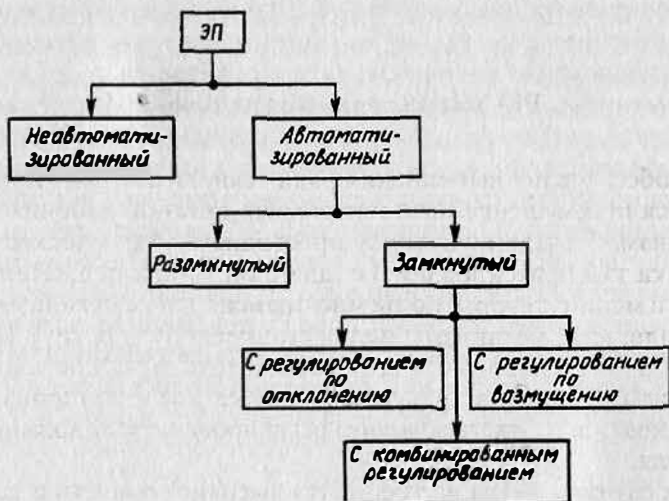 ЭП
Неавтомати-
зированный
Автомати-
зированный
Разомкнутый
Замкнутый
С регулированием
по
отклонению
С регулированием
по
возмущению
С комбинированным
регулированием